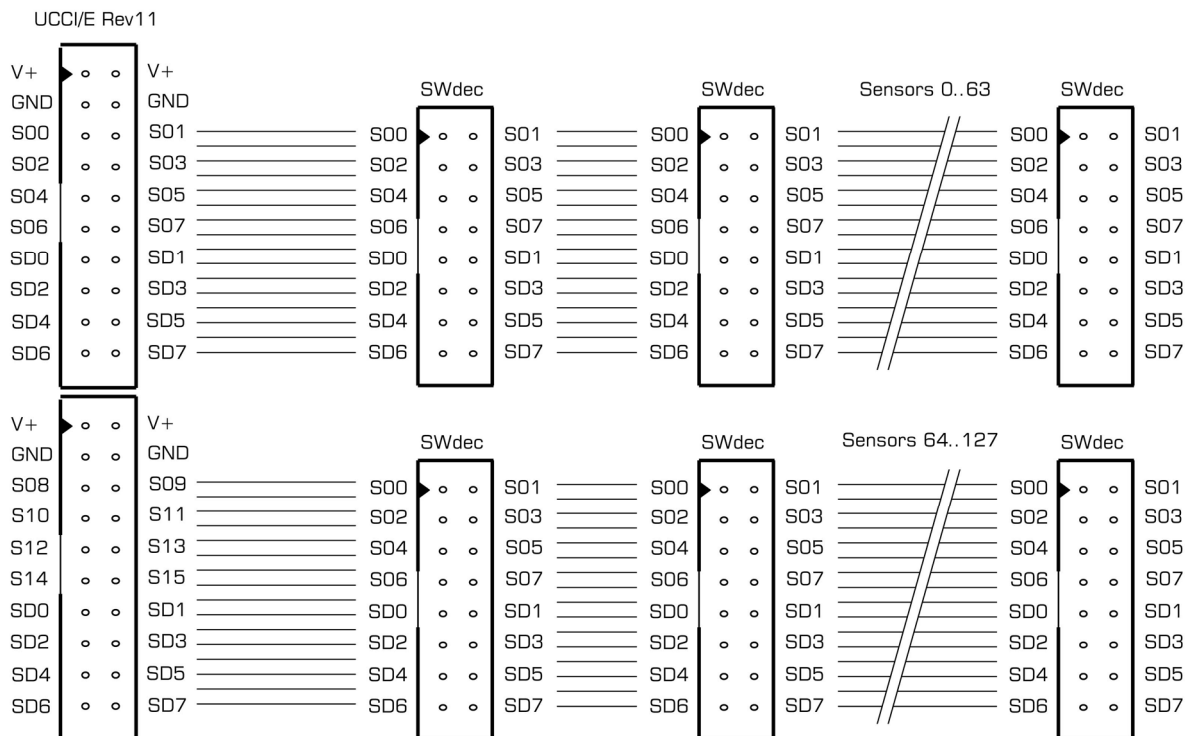 UCCI/E Rev11
V+ V+
GND GND SWdec SWdec Sensors 0..63 SWdec
S00 S01 S00 S01 S00 S01 S00 S01
S02 S03 S02 S03 S02 S03 S02 S03
S04 S05 S04 S05 S04 S05 S04 S05
S06 S07 S06 S07 S06 S07 S06 S07
SD0 SD1 SD0 SD1 SD0 SD1 SD0 SD1
SD2 SD3 SD2 SD3 SD2 SD3 SD2 SD3
SD4 SD5 SD4 SD5 SD4 SD5 SD4 SD5
SD6 SD7 SD6 SD7 SD6 SD7 SD6 SD7
V+ V+
GND GND SWdec SWdec Sensors 64..127 SWdec
S08 S09 S00 S01 S00 S01 S00 S01
S10 S11 S02 S03 S02 S03 S02 S03
S12 S13 S04 S05 S04 S05 S04 S05
S14 S15 S06 S07 S06 S07 S06 S07
SD0 SD1 SD0 SD1 SD0 SD1 SD0 SD1
SD2 SD3 SD2 SD3 SD2 SD3 SD2 SD3
SD4 SD5 SD4 SD5 SD4 SD5 SD4 SD5
SD6 SD7 SD6 SD7 SD6 SD7 SD6 SD7